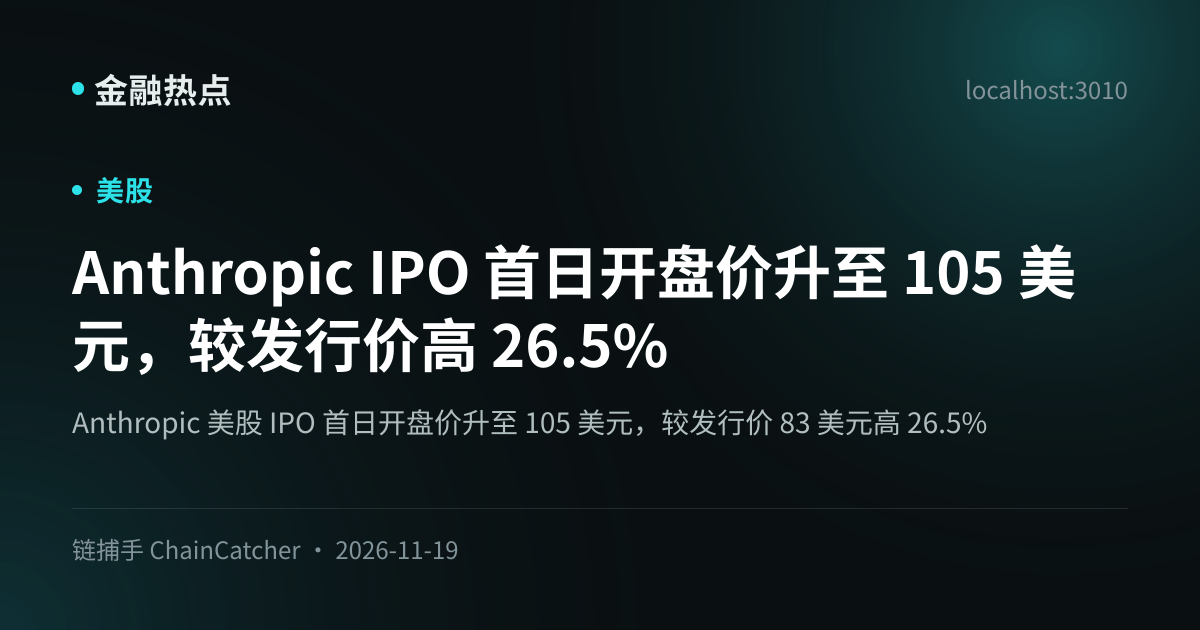 金融热点
localhost:3010
美股
Anthropic IPO 首日开盘价升至 105 美
元，较发行价高 26.5%
Anthropic 美股 IPO 首日开盘价升至 105 美元，较发行价 83 美元高 26.5%
链捕手 ChainCatcher · 2026-11-19